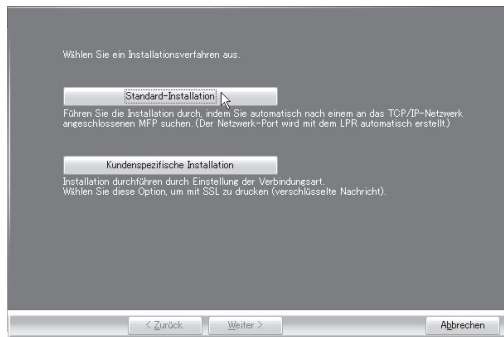 Wählen Sie ein Installationsverfahren aus.
Standard-Installation
Führen Sie die Installation durch, indem Sie automatisch nach einem an das TCP/IP-Netzwerk
angeschlossenen MFP suchen. (Der Netzwerk-Port wird mit dem LPR automatisch erstellt.)
Kundenspezifische Installation
Installation durchführen durch Einstellung der Verbindungsart.
Wählen Sie diese Option, um mit SSL zu drucken (verschlüsselte Nachricht).
< Zurück Weiter > Abbrechen